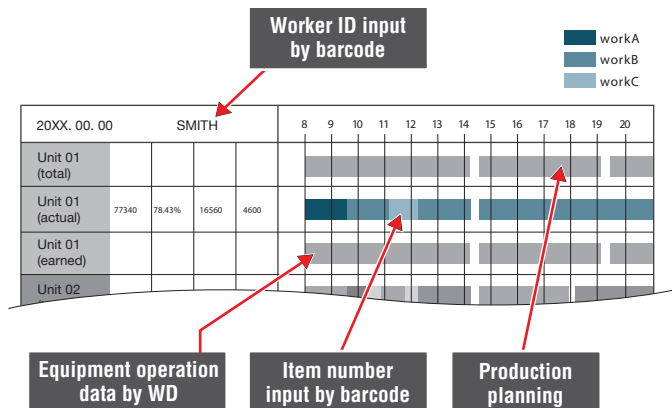 Worker ID input
by barcode
workA
workB
workC
20XX. 00. 00 SMITH 8 9 10 11 12 13 14 15 16 17 18 19 20
Unit 01
(total)
Unit 01
(actual) 77340 78.43% 16560 4600
Unit 01
(earned)
Unit 02
Equipment operation
data by WD
Item number
input by barcode
Production
planning